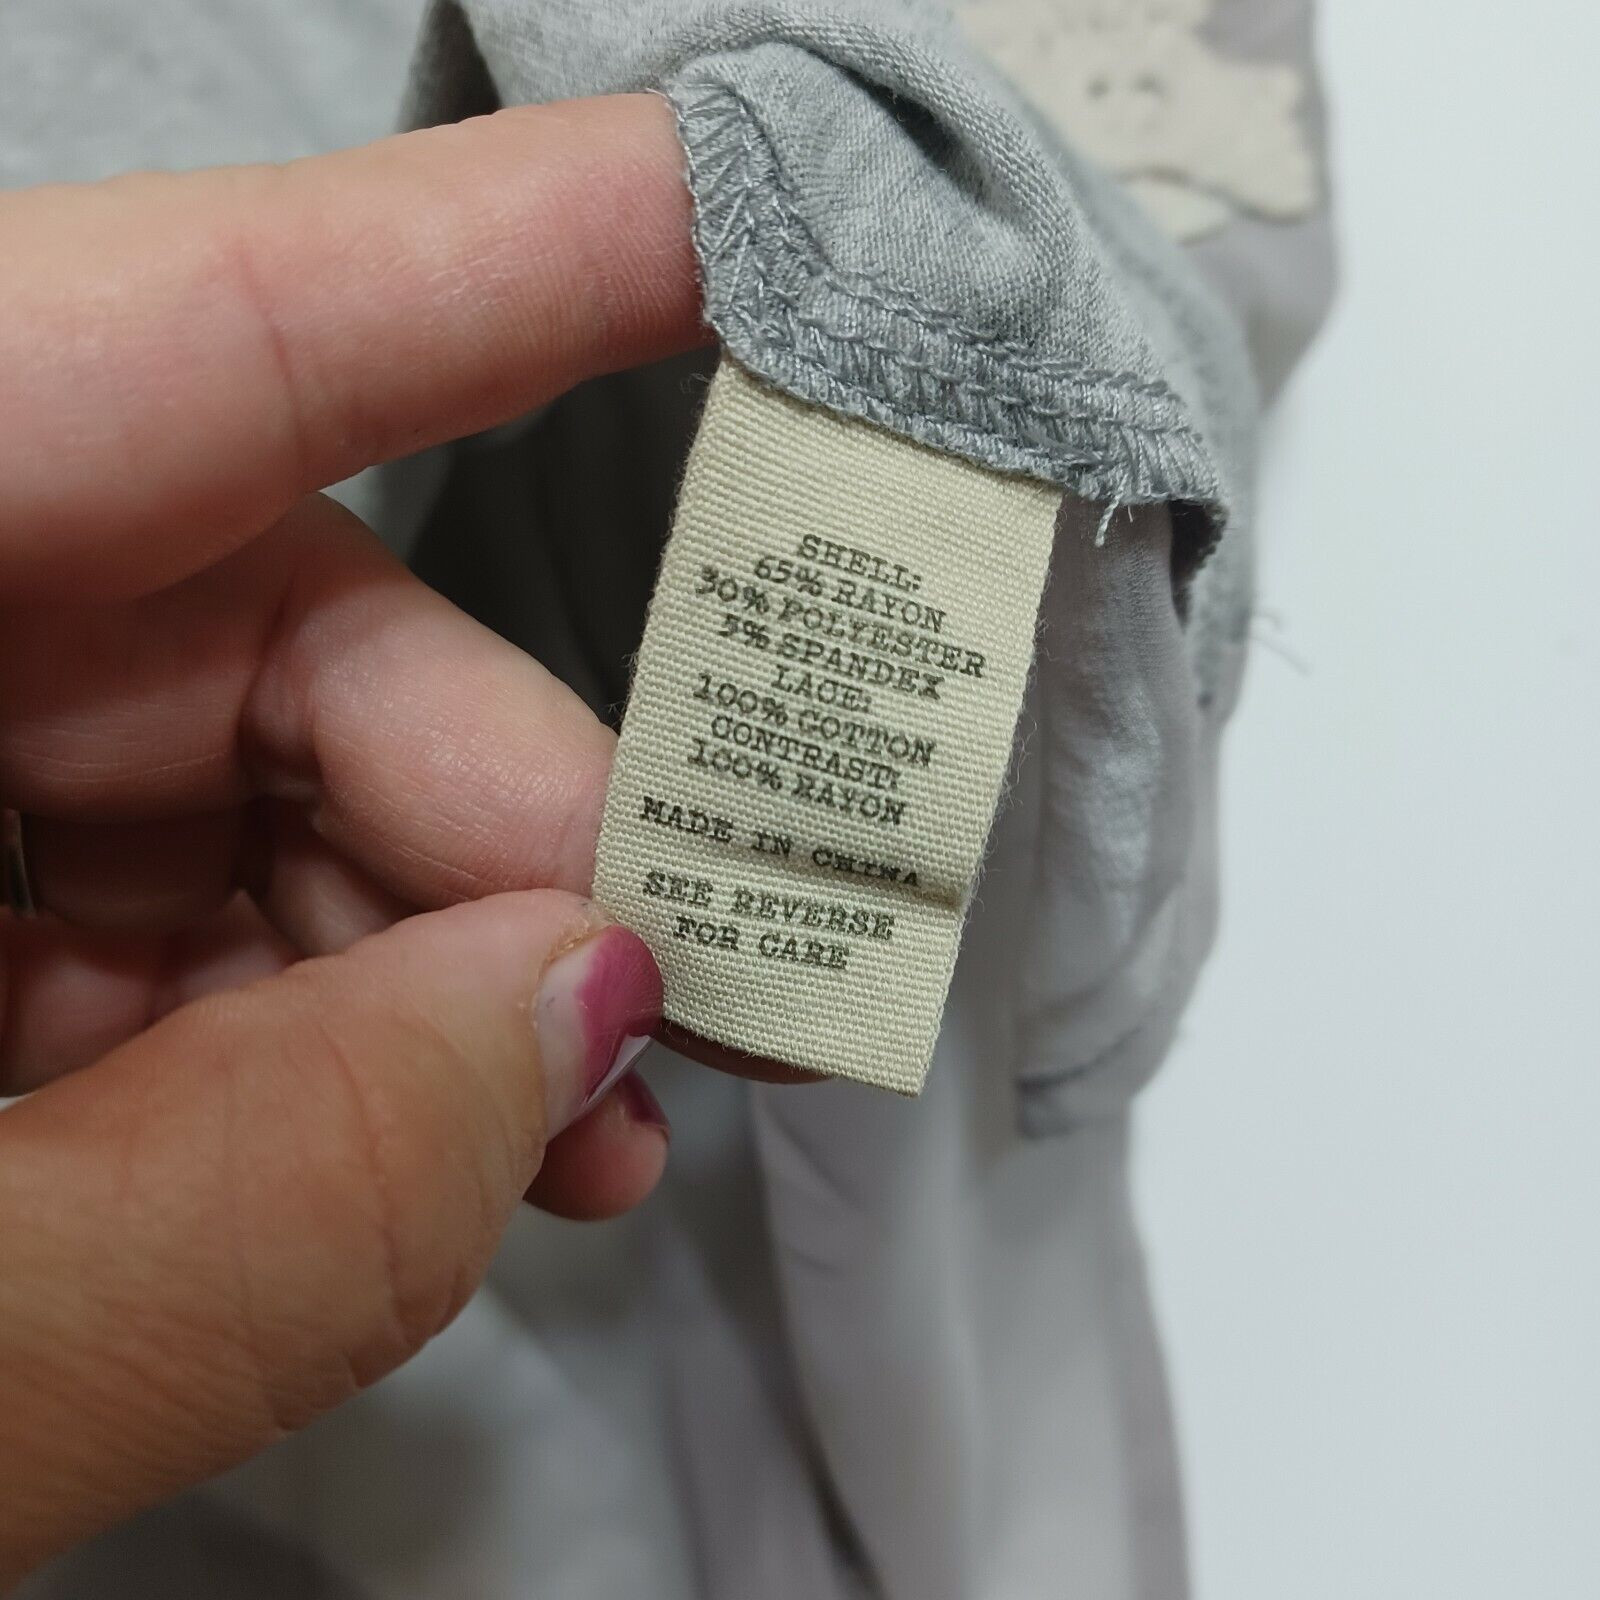 SHELL:
65% RAYON
30% POLYESTER
5% SPANDEX
LACE:
100% COTTON
CONTRAST:
100% RAYON
MADE IN CHINA
SEE REVERSE
FOR CARE